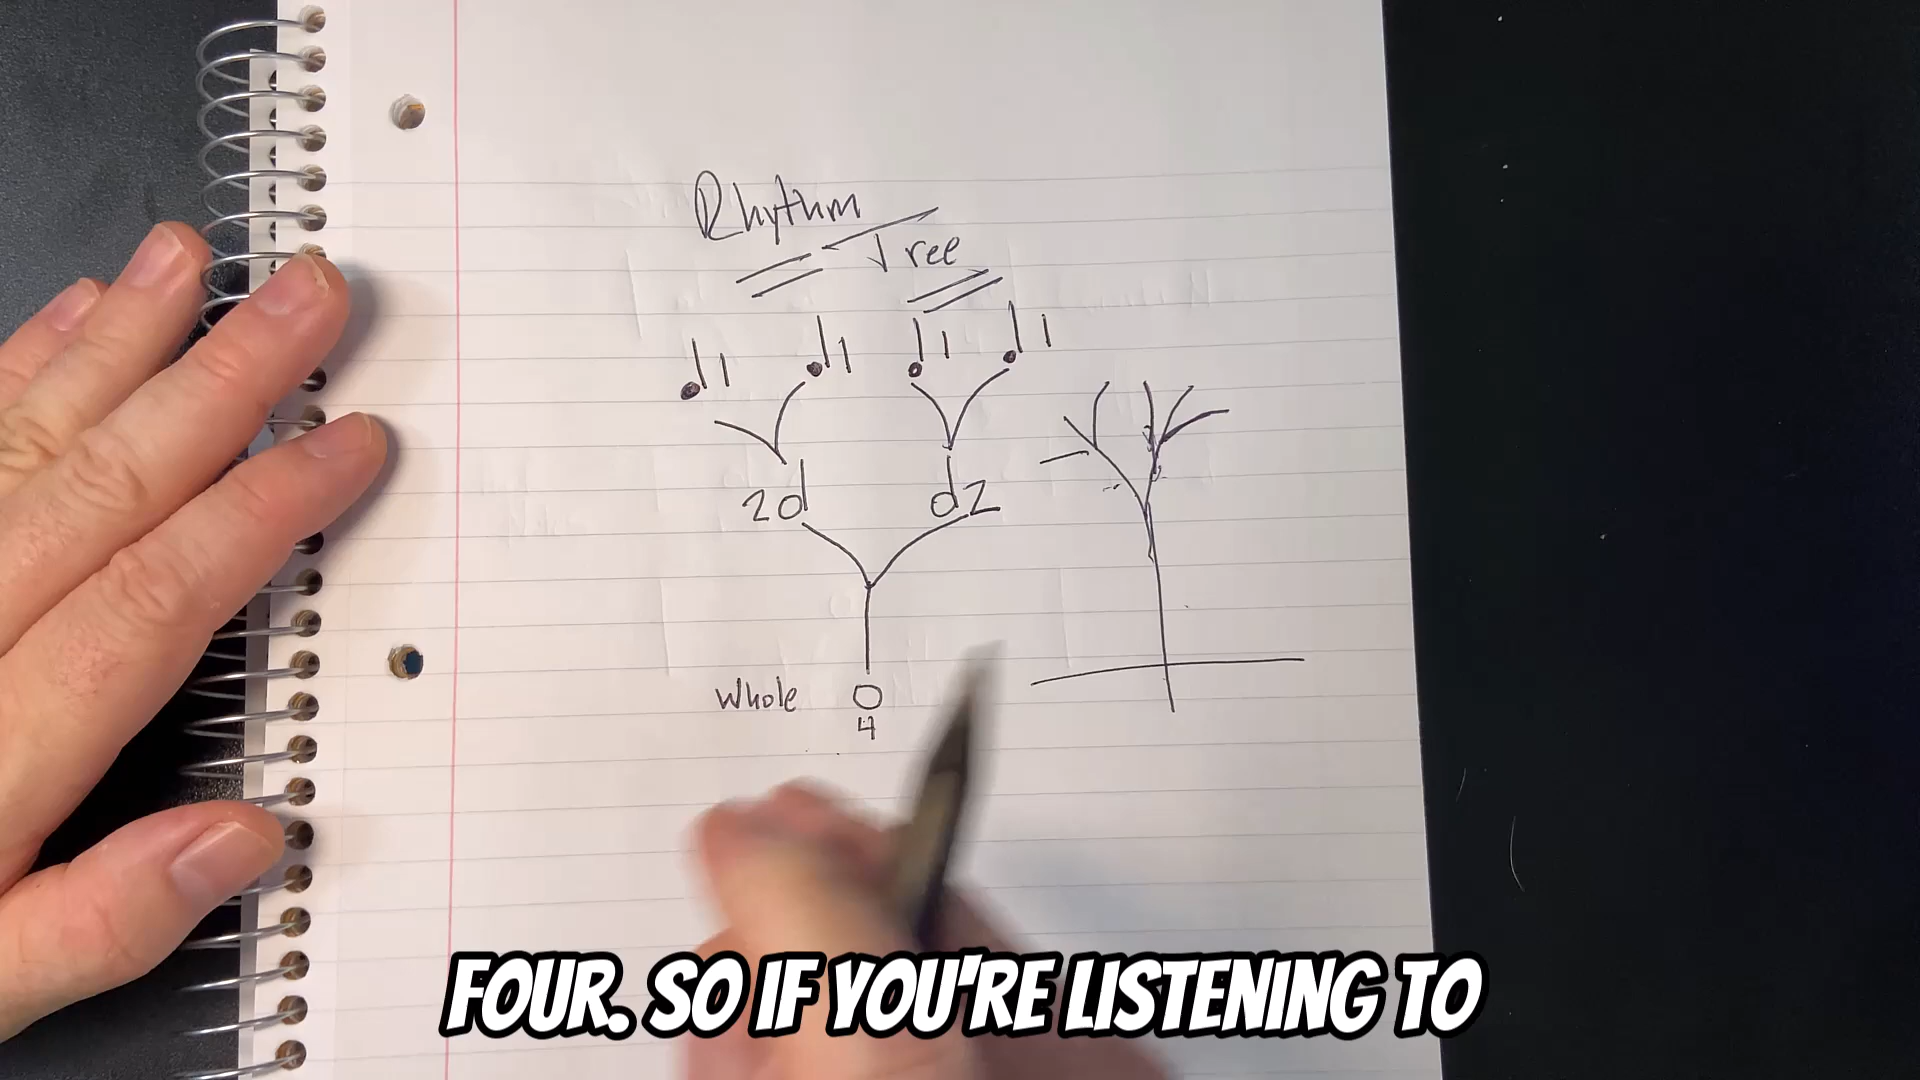 Rhythm
Tree
1 1 1 1
2 2
Whole
4
FOUR. SO IF YOU'RE LISTENING TO